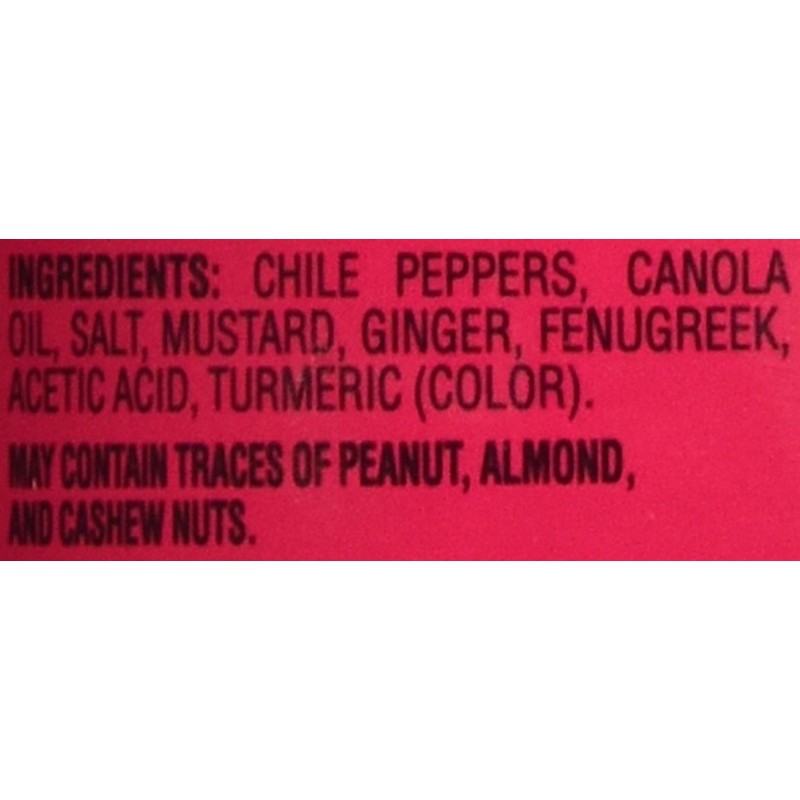 INGREDIENTS: CHILE PEPPERS, CANOLA
OIL, SALT, MUSTARD, GINGER, FENUGREEK,
ACETIC ACID, TURMERIC (COLOR).
MAY CONTAIN TRACES OF PEANUT, ALMOND,
AND CASHEW NUTS.